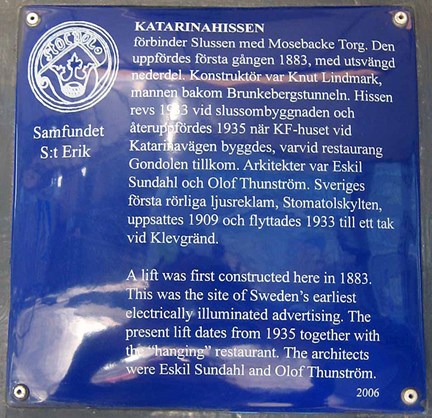 KATARINAHISSEN
förbinder Slussen med Mosebacke Torg. Den
uppfördes första gången 1883, med utsvängd
nederdel. Konstruktör var Knut Lindmark,
mannen bakom Brunkebergstunneln. Hissen
revs 1933 vid slussombyggnaden och
återuppfördes 1935 när KF-huset vid
Katarinavägen byggdes, varvid restaurang
Gondolen tillkom. Arkitekter var Eskil
Sundahl och Olof Thunström. Sveriges
första rörliga ljusreklam, Stomatolskylten,
uppsattes 1909 och flyttades 1933 till ett tak
vid Klevgränd.
STOCHOLM
Samfundet
S:t Erik
A lift was first constructed here in 1883.
This was the site of Sweden's earliest
electrically illuminated advertising. The
present lift dates from 1935 together with
the "hanging" restaurant. The architects
were Eskil Sundahl and Olof Thunström.
2006